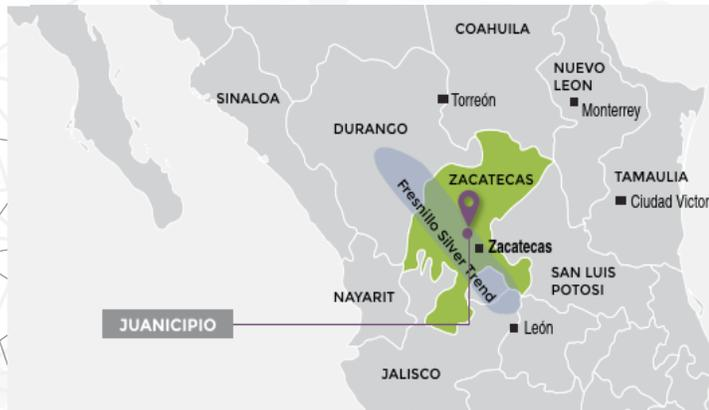 COAHUILA
NUEVO
LEON
SINALOA
Torreón
Monterrey
DURANGO
ZACATECAS
TAMAULIA
Fresnillo Silver Trend
Ciudad Victor
Zacatecas
SAN LUIS
POTOSI
NAYARIT
JUANICIPIO
León
JALISCO